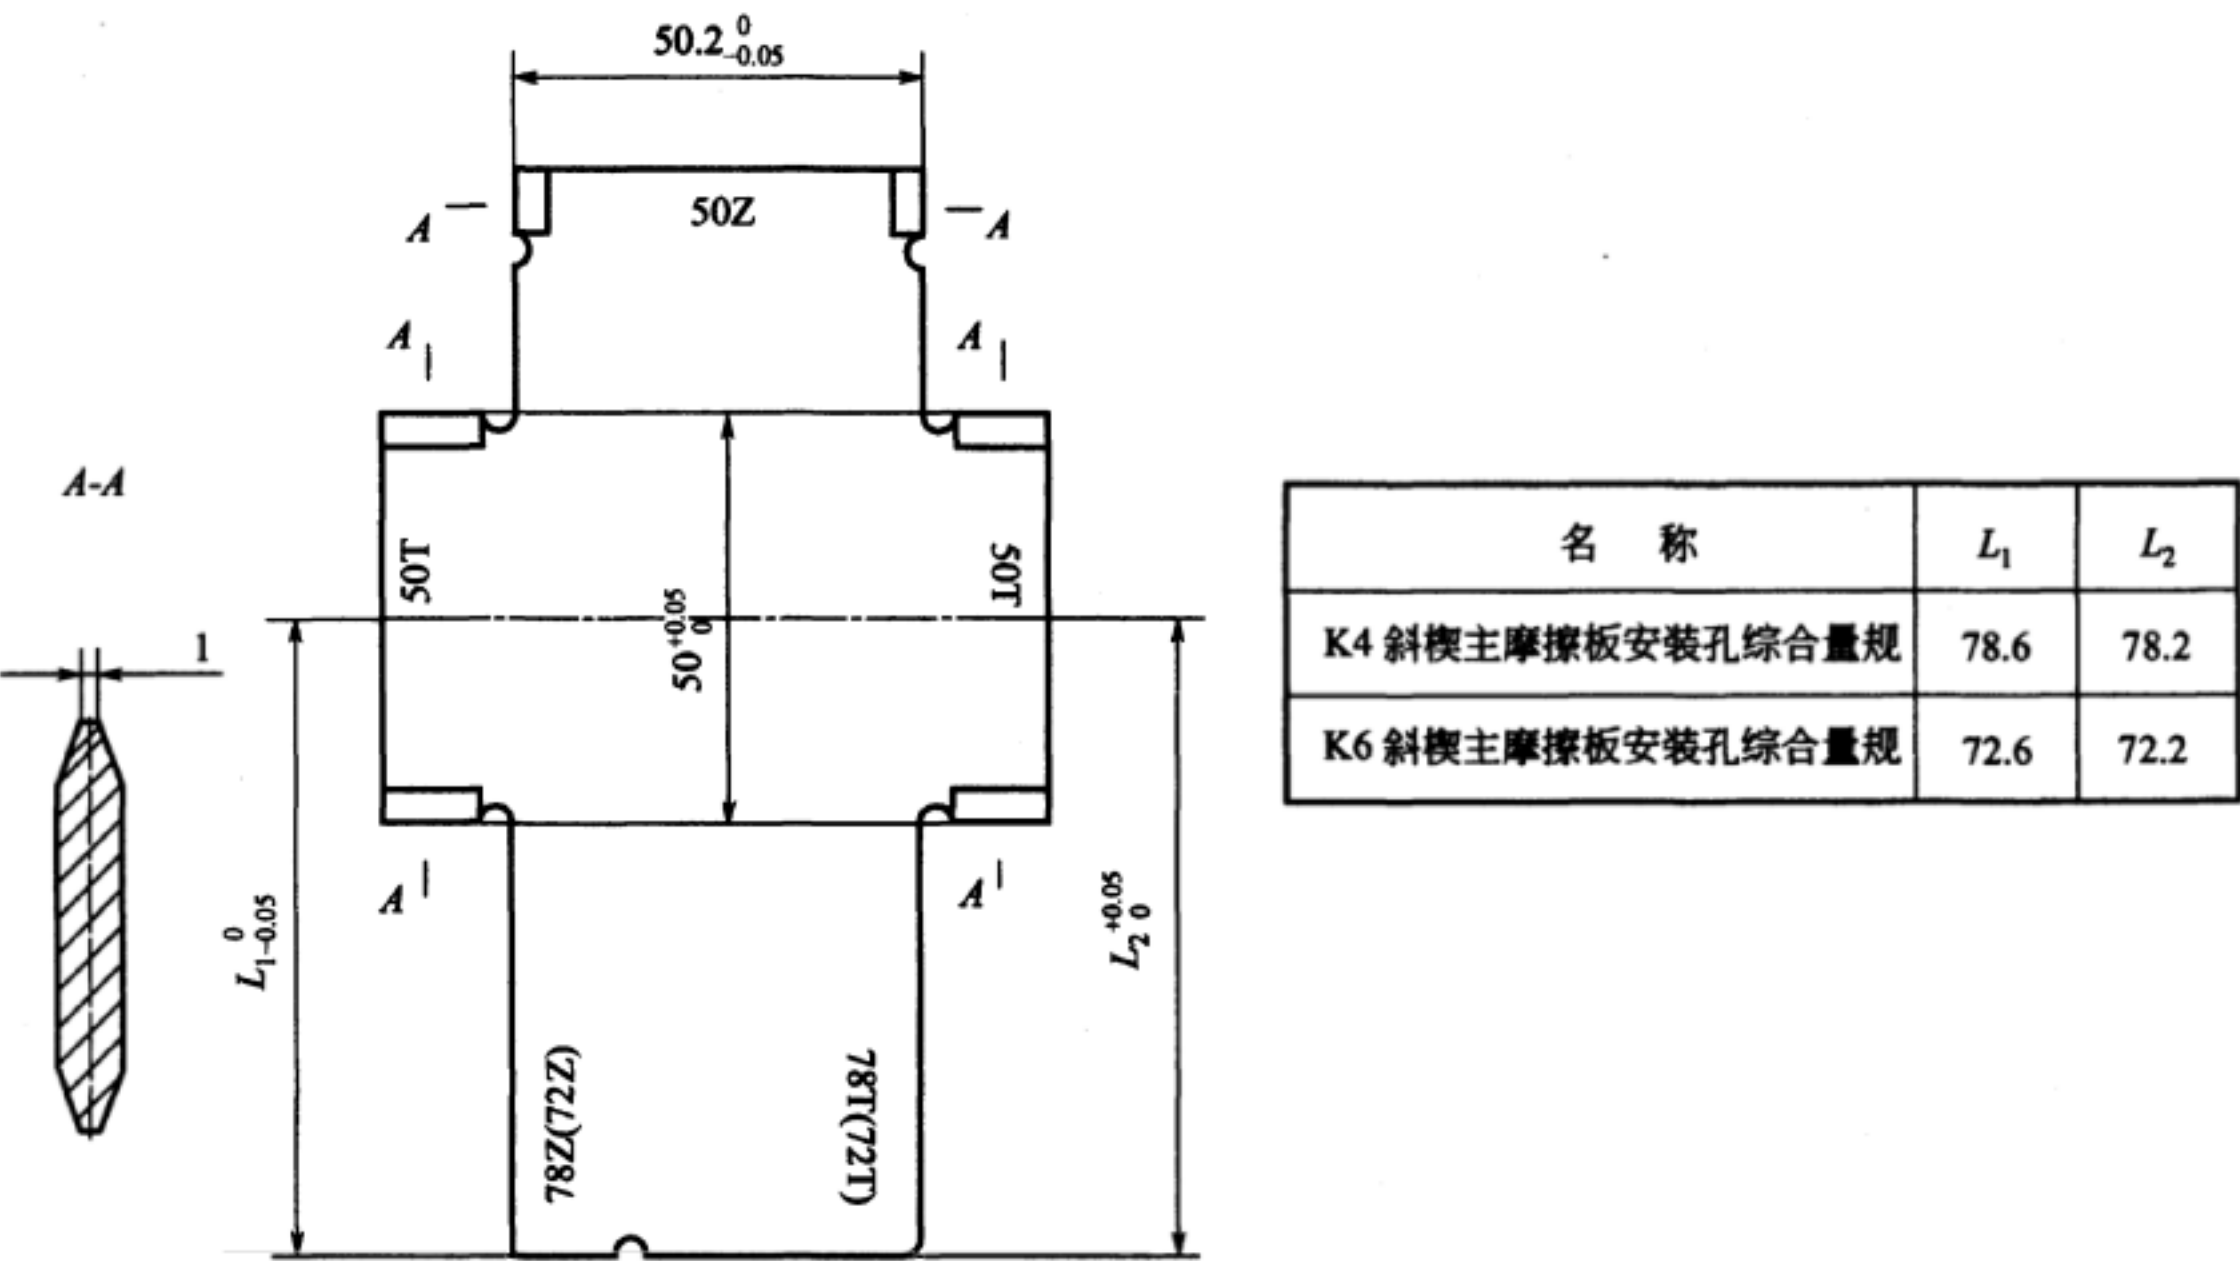 50.2 0 -0.05
50Z
A A
A A
A-A
50T 50T
50 +0.05 0
1
L1 0 -0.05
L2 +0.05 0
A A
78Z(72Z) 78T(72T)
名 称 L1 L2
K4 斜楔主摩擦板安装孔综合量规 78.6 78.2
K6 斜楔主摩擦板安装孔综合量规 72.6 72.2